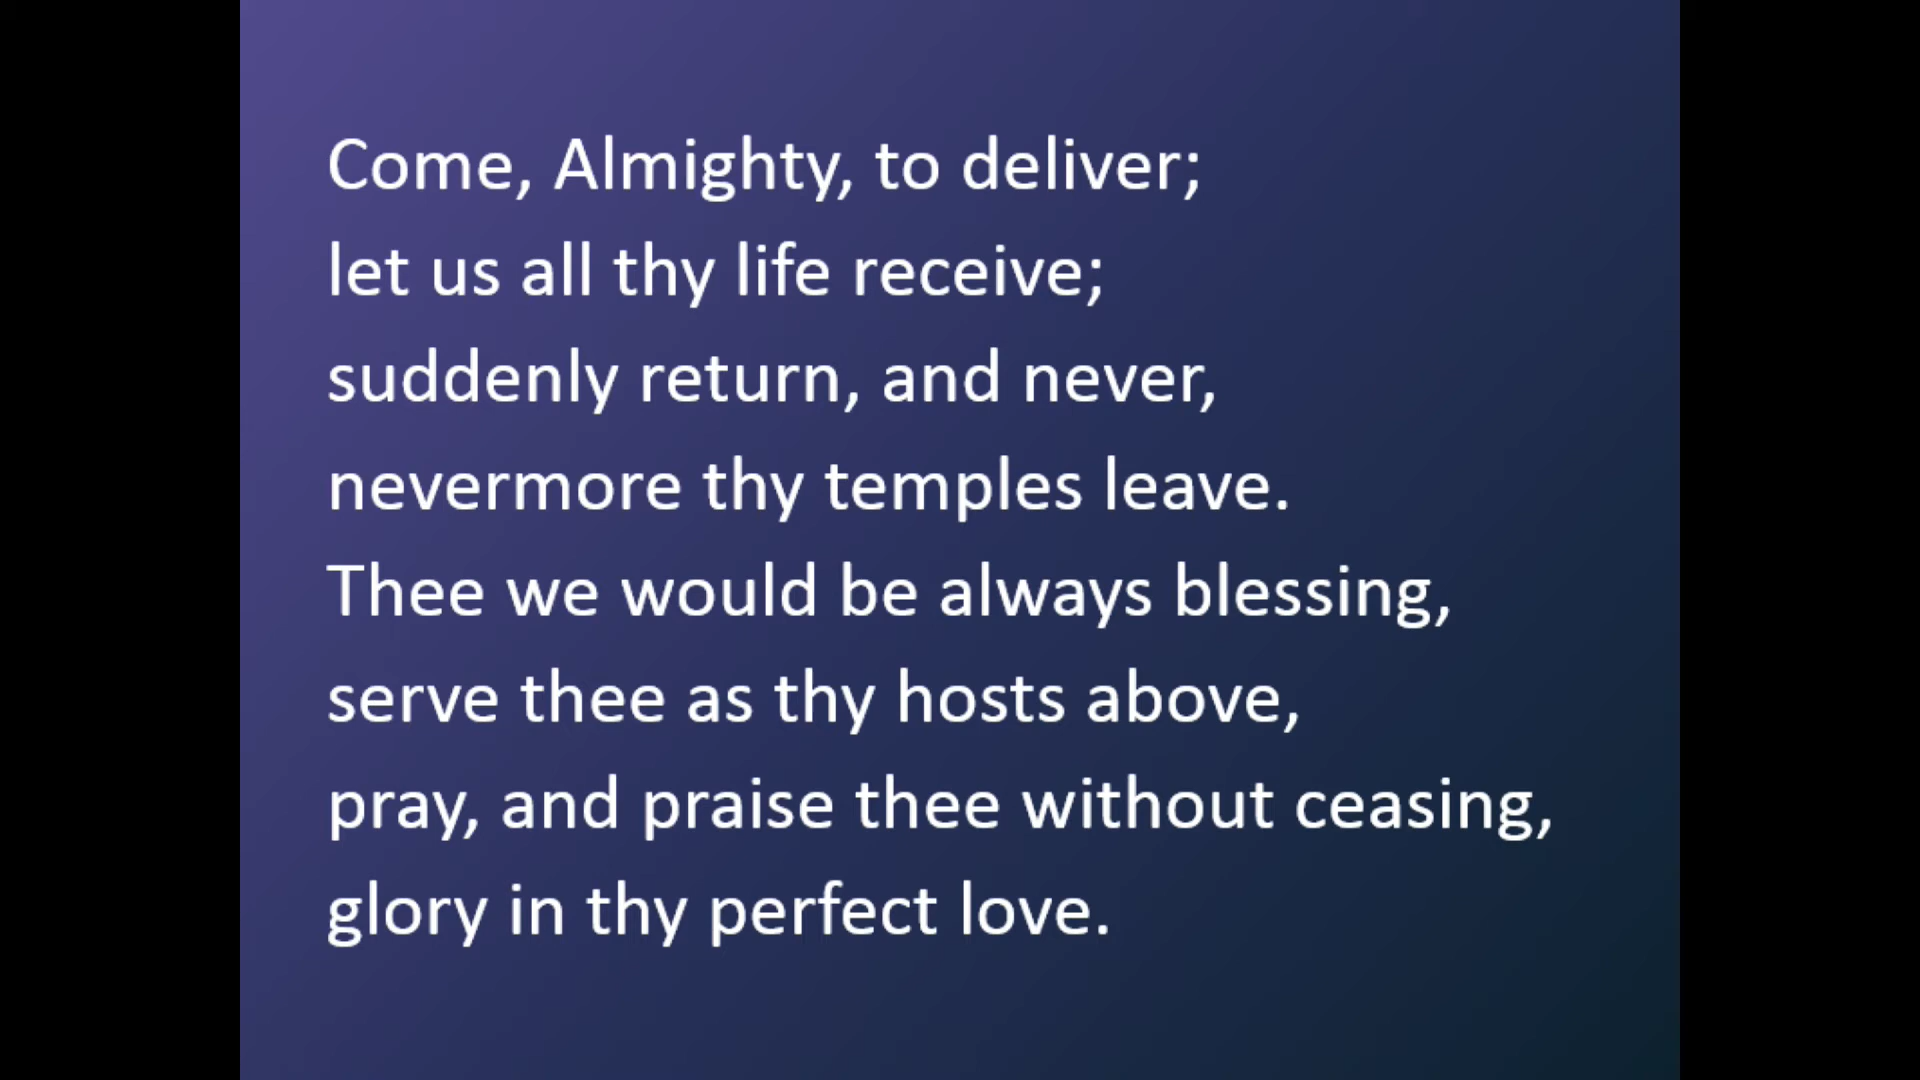 Come, Almighty, to deliver;
let us all thy life receive;
suddenly return, and never,
nevermore thy temples leave.
Thee we would be always blessing,
serve thee as thy hosts above,
pray, and praise thee without ceasing,
glory in thy perfect love.